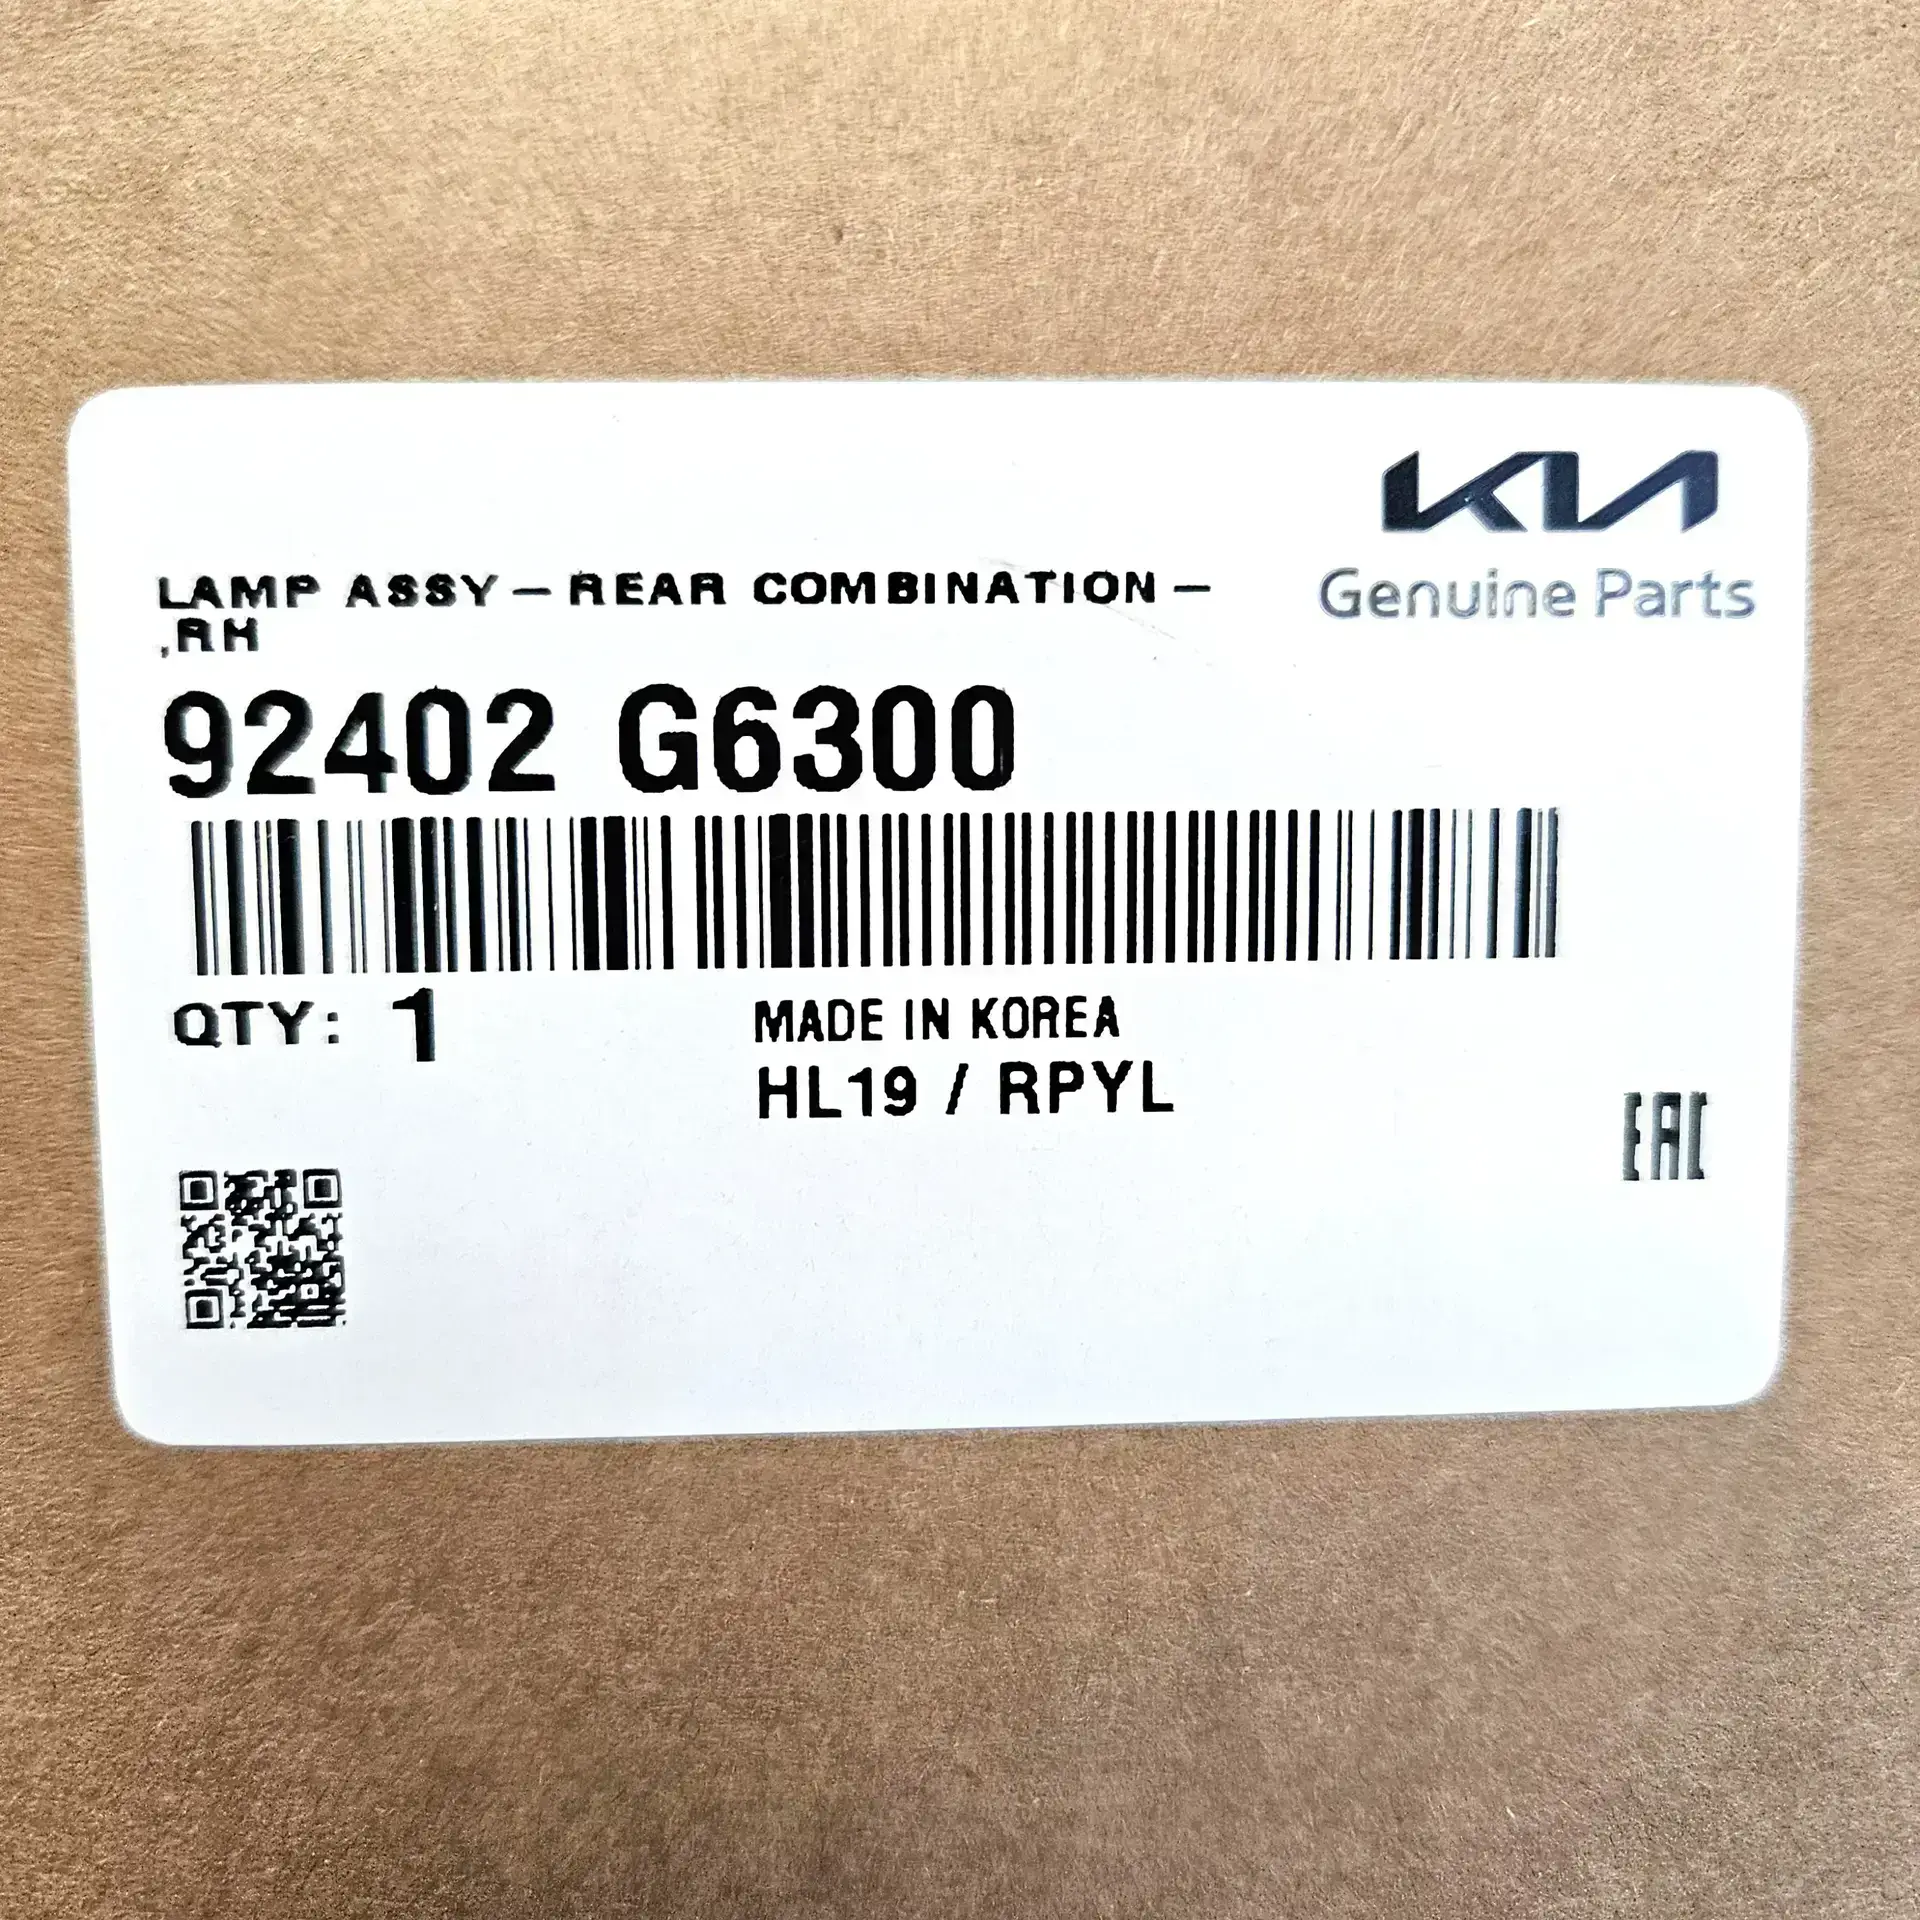 KIA
Genuine Parts
LAMP ASSY-REAR COMBINATION-
,RH
92402 G6300
QTY: 1
MADE IN KOREA
HL19 / RPYL
EAC